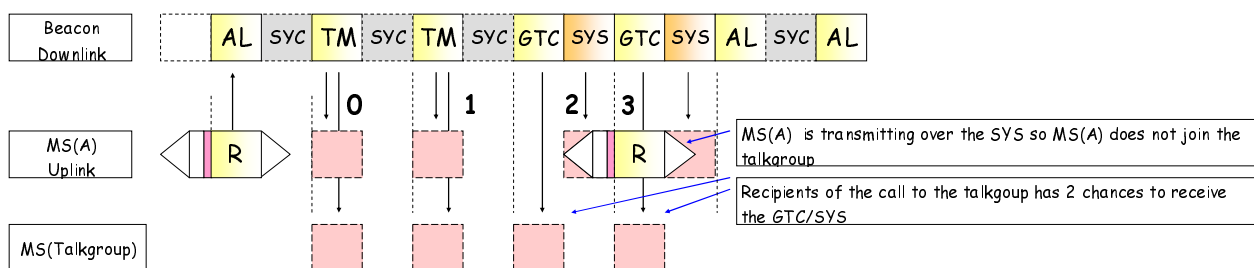 Beacon
Downlink
AL SYC TM SYC TM SYC GTC SYS GTC SYS AL SYC AL
0 1 2 3
MS(A)
Uplink
R R
MS(A) is transmitting over the SYS so MS(A) does not join the
talkgroup
Recipients of the call to the talkgoup has 2 chances to receive
the GTC/SYS
MS(Talkgroup)